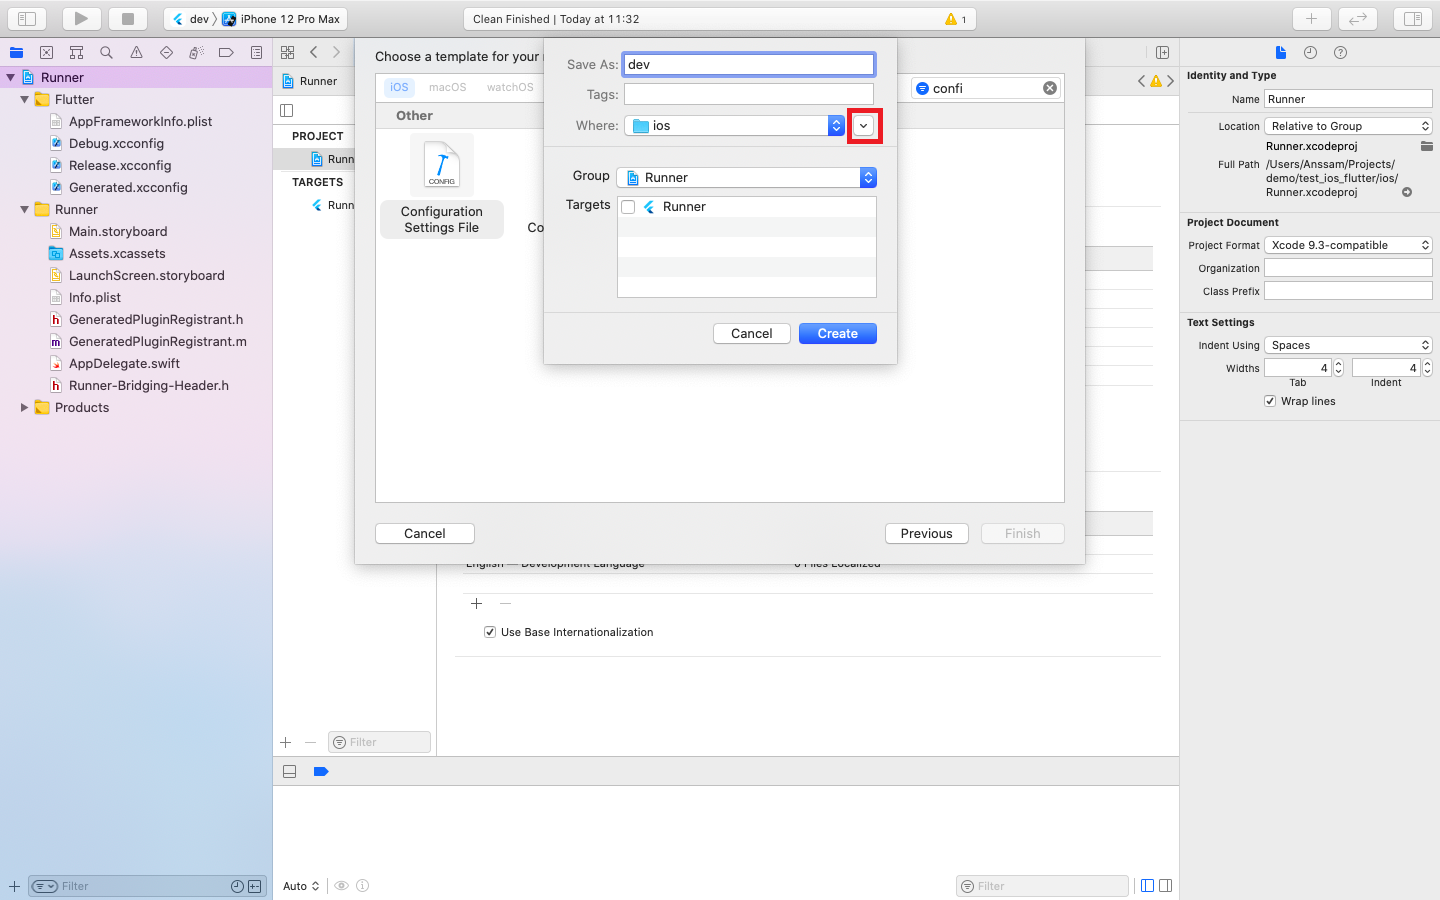 dev
iPhone 12 Pro Max
Clean Finished | Today at 11:32
1
Runner
Flutter
AppFrameworkInfo.plist
Debug.xcconfig
Release.xcconfig
Generated.xcconfig
Runner
Main.storyboard
Assets.xcassets
LaunchScreen.storyboard
Info.plist
GeneratedPluginRegistrant.h
GeneratedPluginRegistrant.m
AppDelegate.swift
Runner-Bridging-Header.h
Products
Filter
Runner
PROJECT
Runn
TARGETS
Runn
Filter
Choose a template for your
iOS
macOS
watchOS
confi
Other
CONFIG
Configuration
Settings File
Co
Cancel
Previous
Finish
Save As:
dev
Tags:
Where:
ios
Group
Runner
Targets
Runner
Cancel
Create
English — Development Language
0 Files Localized
Use Base Internationalization
Auto
Filter
Identity and Type
Name
Runner
Location
Relative to Group
Runner.xcodeproj
Full Path
/Users/Anssam/Projects/
demo/test_ios_flutter/ios/
Runner.xcodeproj
Project Document
Project Format
Xcode 9.3-compatible
Organization
Class Prefix
Text Settings
Indent Using
Spaces
Widths
4
4
Tab
Indent
Wrap lines